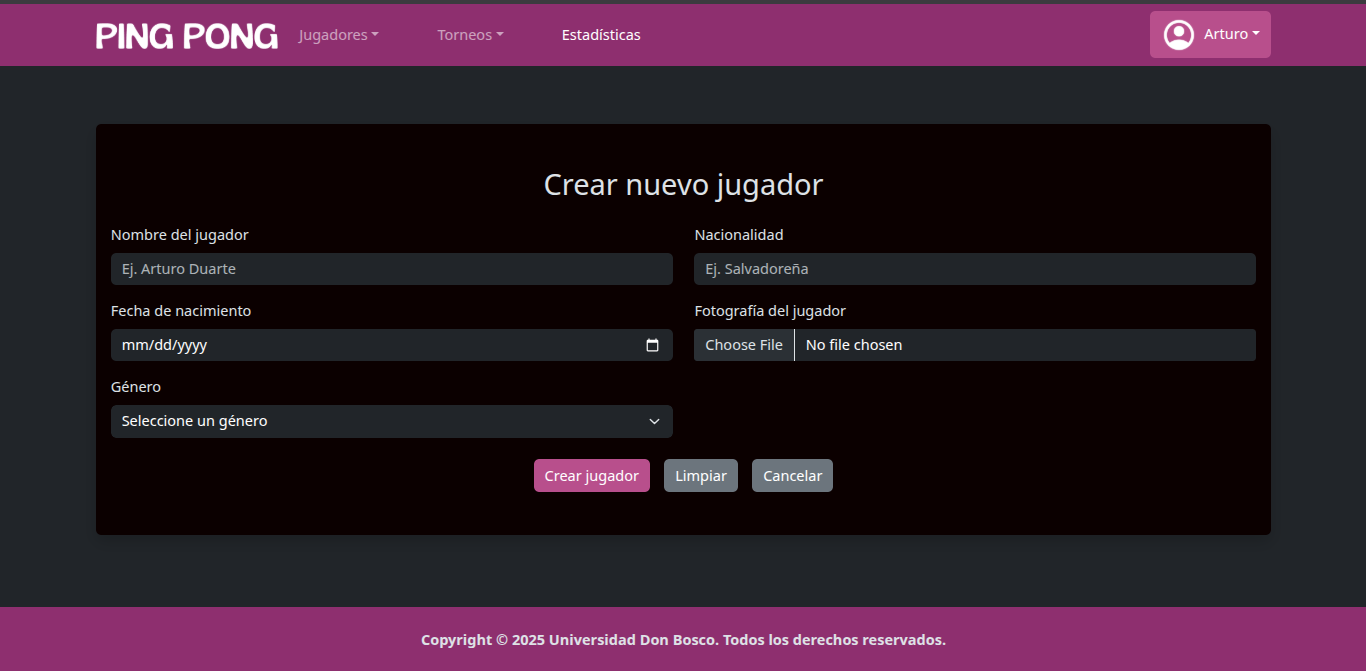 PING PONG Jugadores Torneos Estadísticas Arturo
Crear nuevo jugador
Nombre del jugador
Ej. Arturo Duarte
Nacionalidad
Ej. Salvadoreña
Fecha de nacimiento
mm/dd/yyyy
Fotografía del jugador
Choose File No file chosen
Género
Seleccione un género
Crear jugador Limpiar Cancelar
Copyright © 2025 Universidad Don Bosco. Todos los derechos reservados.